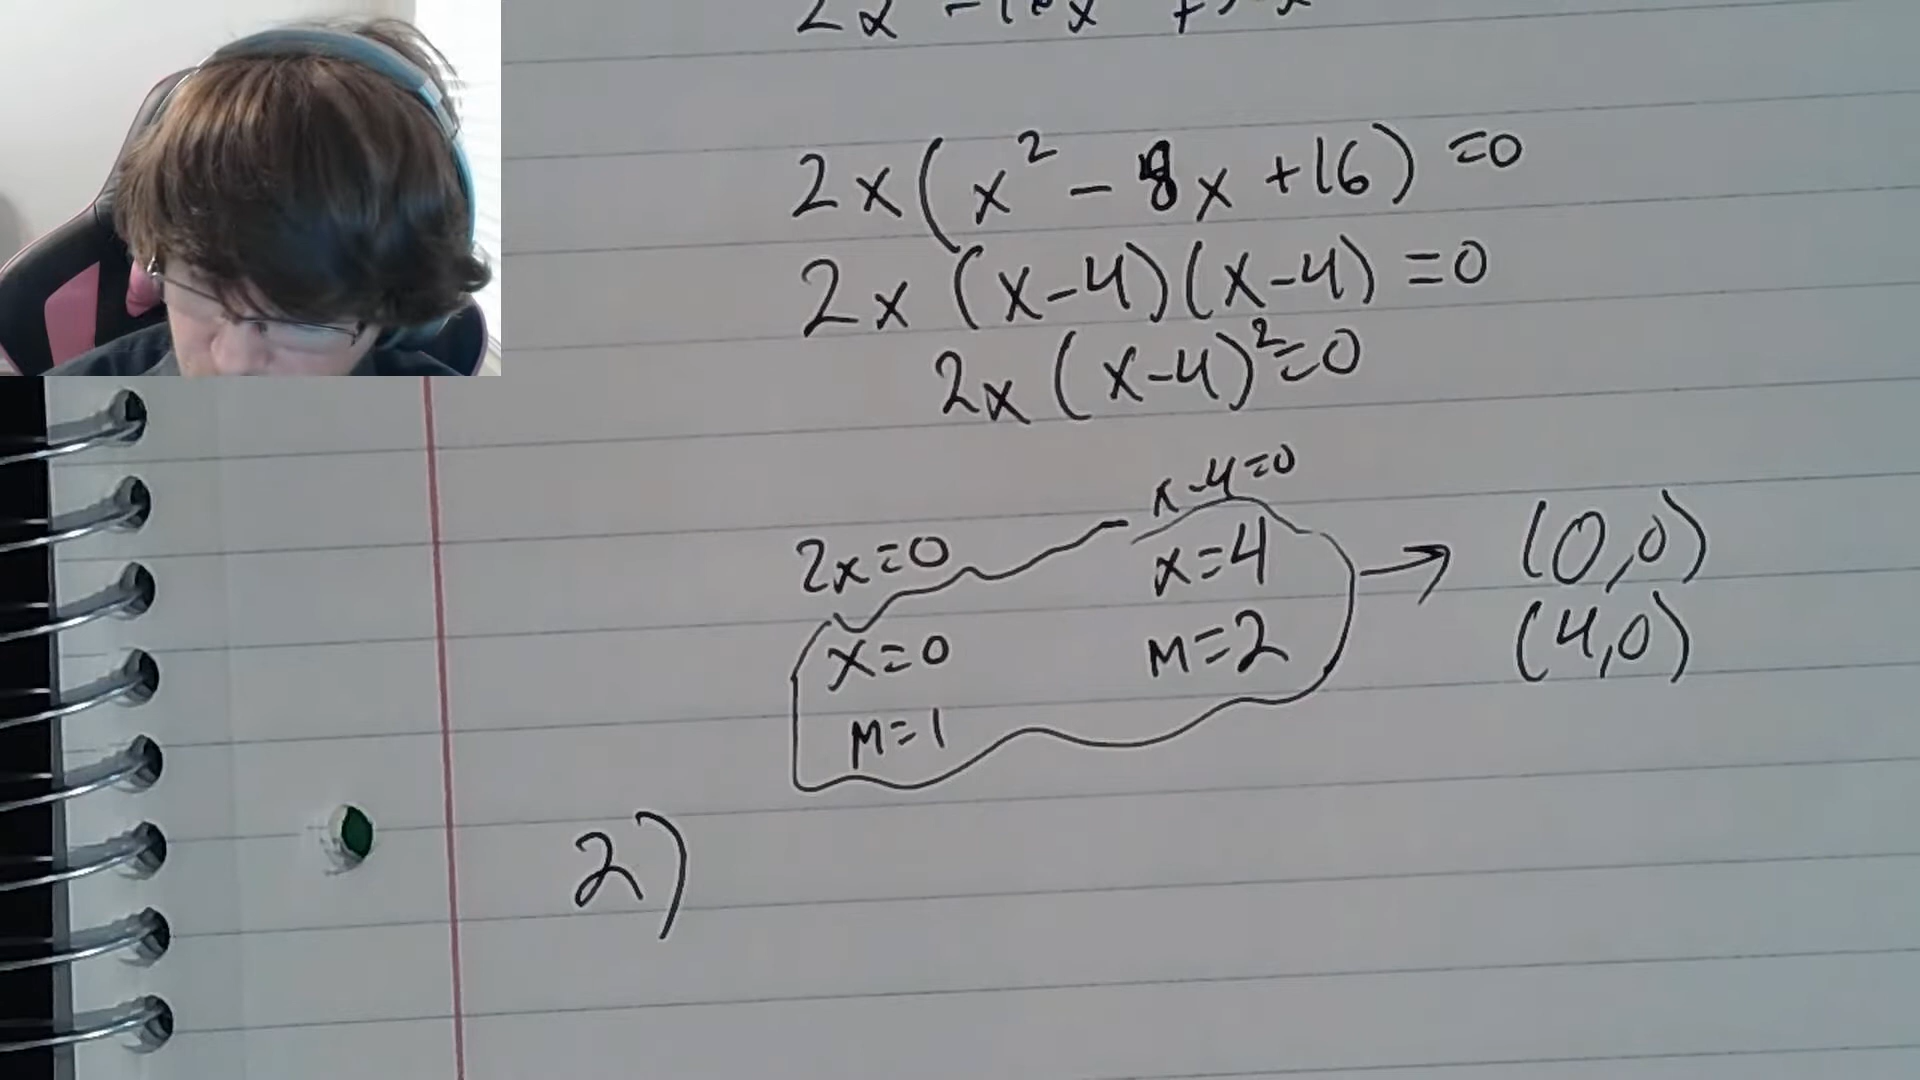 2x(x² - 8x +16) =0
2x (x-4)(x-4) =0
2x (x-4)²=0
x-4=0
2x=0
x=4
x=0
M=2
M=1
(0,0)
(4,0)
2)